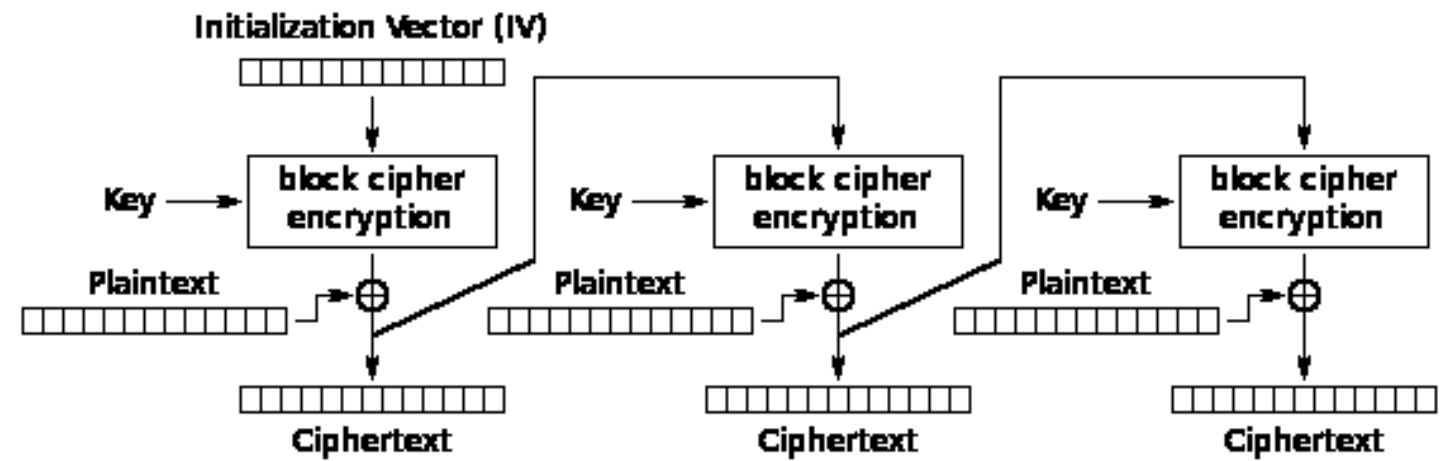 Initialization Vector (IV)
Key
block cipher
encryption
Key
block cipher
encryption
Key
block cipher
encryption
Plaintext
Plaintext
Plaintext
Ciphertext
Ciphertext
Ciphertext